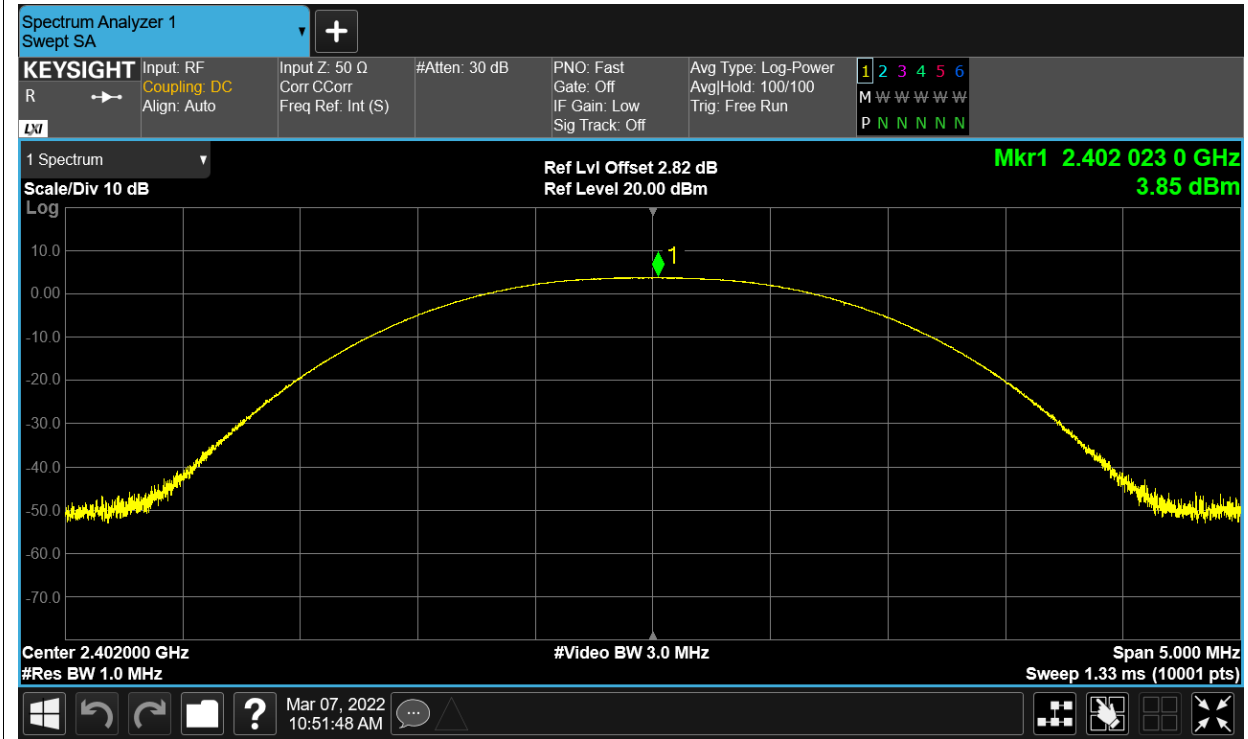 Spectrum Analyzer 1
Swept SA
KEYSIGHT
R
LXI
Input: RF
Coupling: DC
Align: Auto
Input Z: 50 Ω
Corr CCorr
Freq Ref: Int (S)
#Atten: 30 dB
PNO: Fast
Gate: Off
IF Gain: Low
Sig Track: Off
Avg Type: Log-Power
Avg|Hold: 100/100
Trig: Free Run
1 2 3 4 5 6
M W W W W W
P N N N N N
1 Spectrum
Scale/Div 10 dB
Log
Ref Lvl Offset 2.82 dB
Ref Level 20.00 dBm
Mkr1 2.402 023 0 GHz
3.85 dBm
1
10.0
0.00
-10.0
-20.0
-30.0
-40.0
-50.0
-60.0
-70.0
Center 2.402000 GHz
#Res BW 1.0 MHz
#Video BW 3.0 MHz
Span 5.000 MHz
Sweep 1.33 ms (10001 pts)
?
Mar 07, 2022
10:51:48 AM